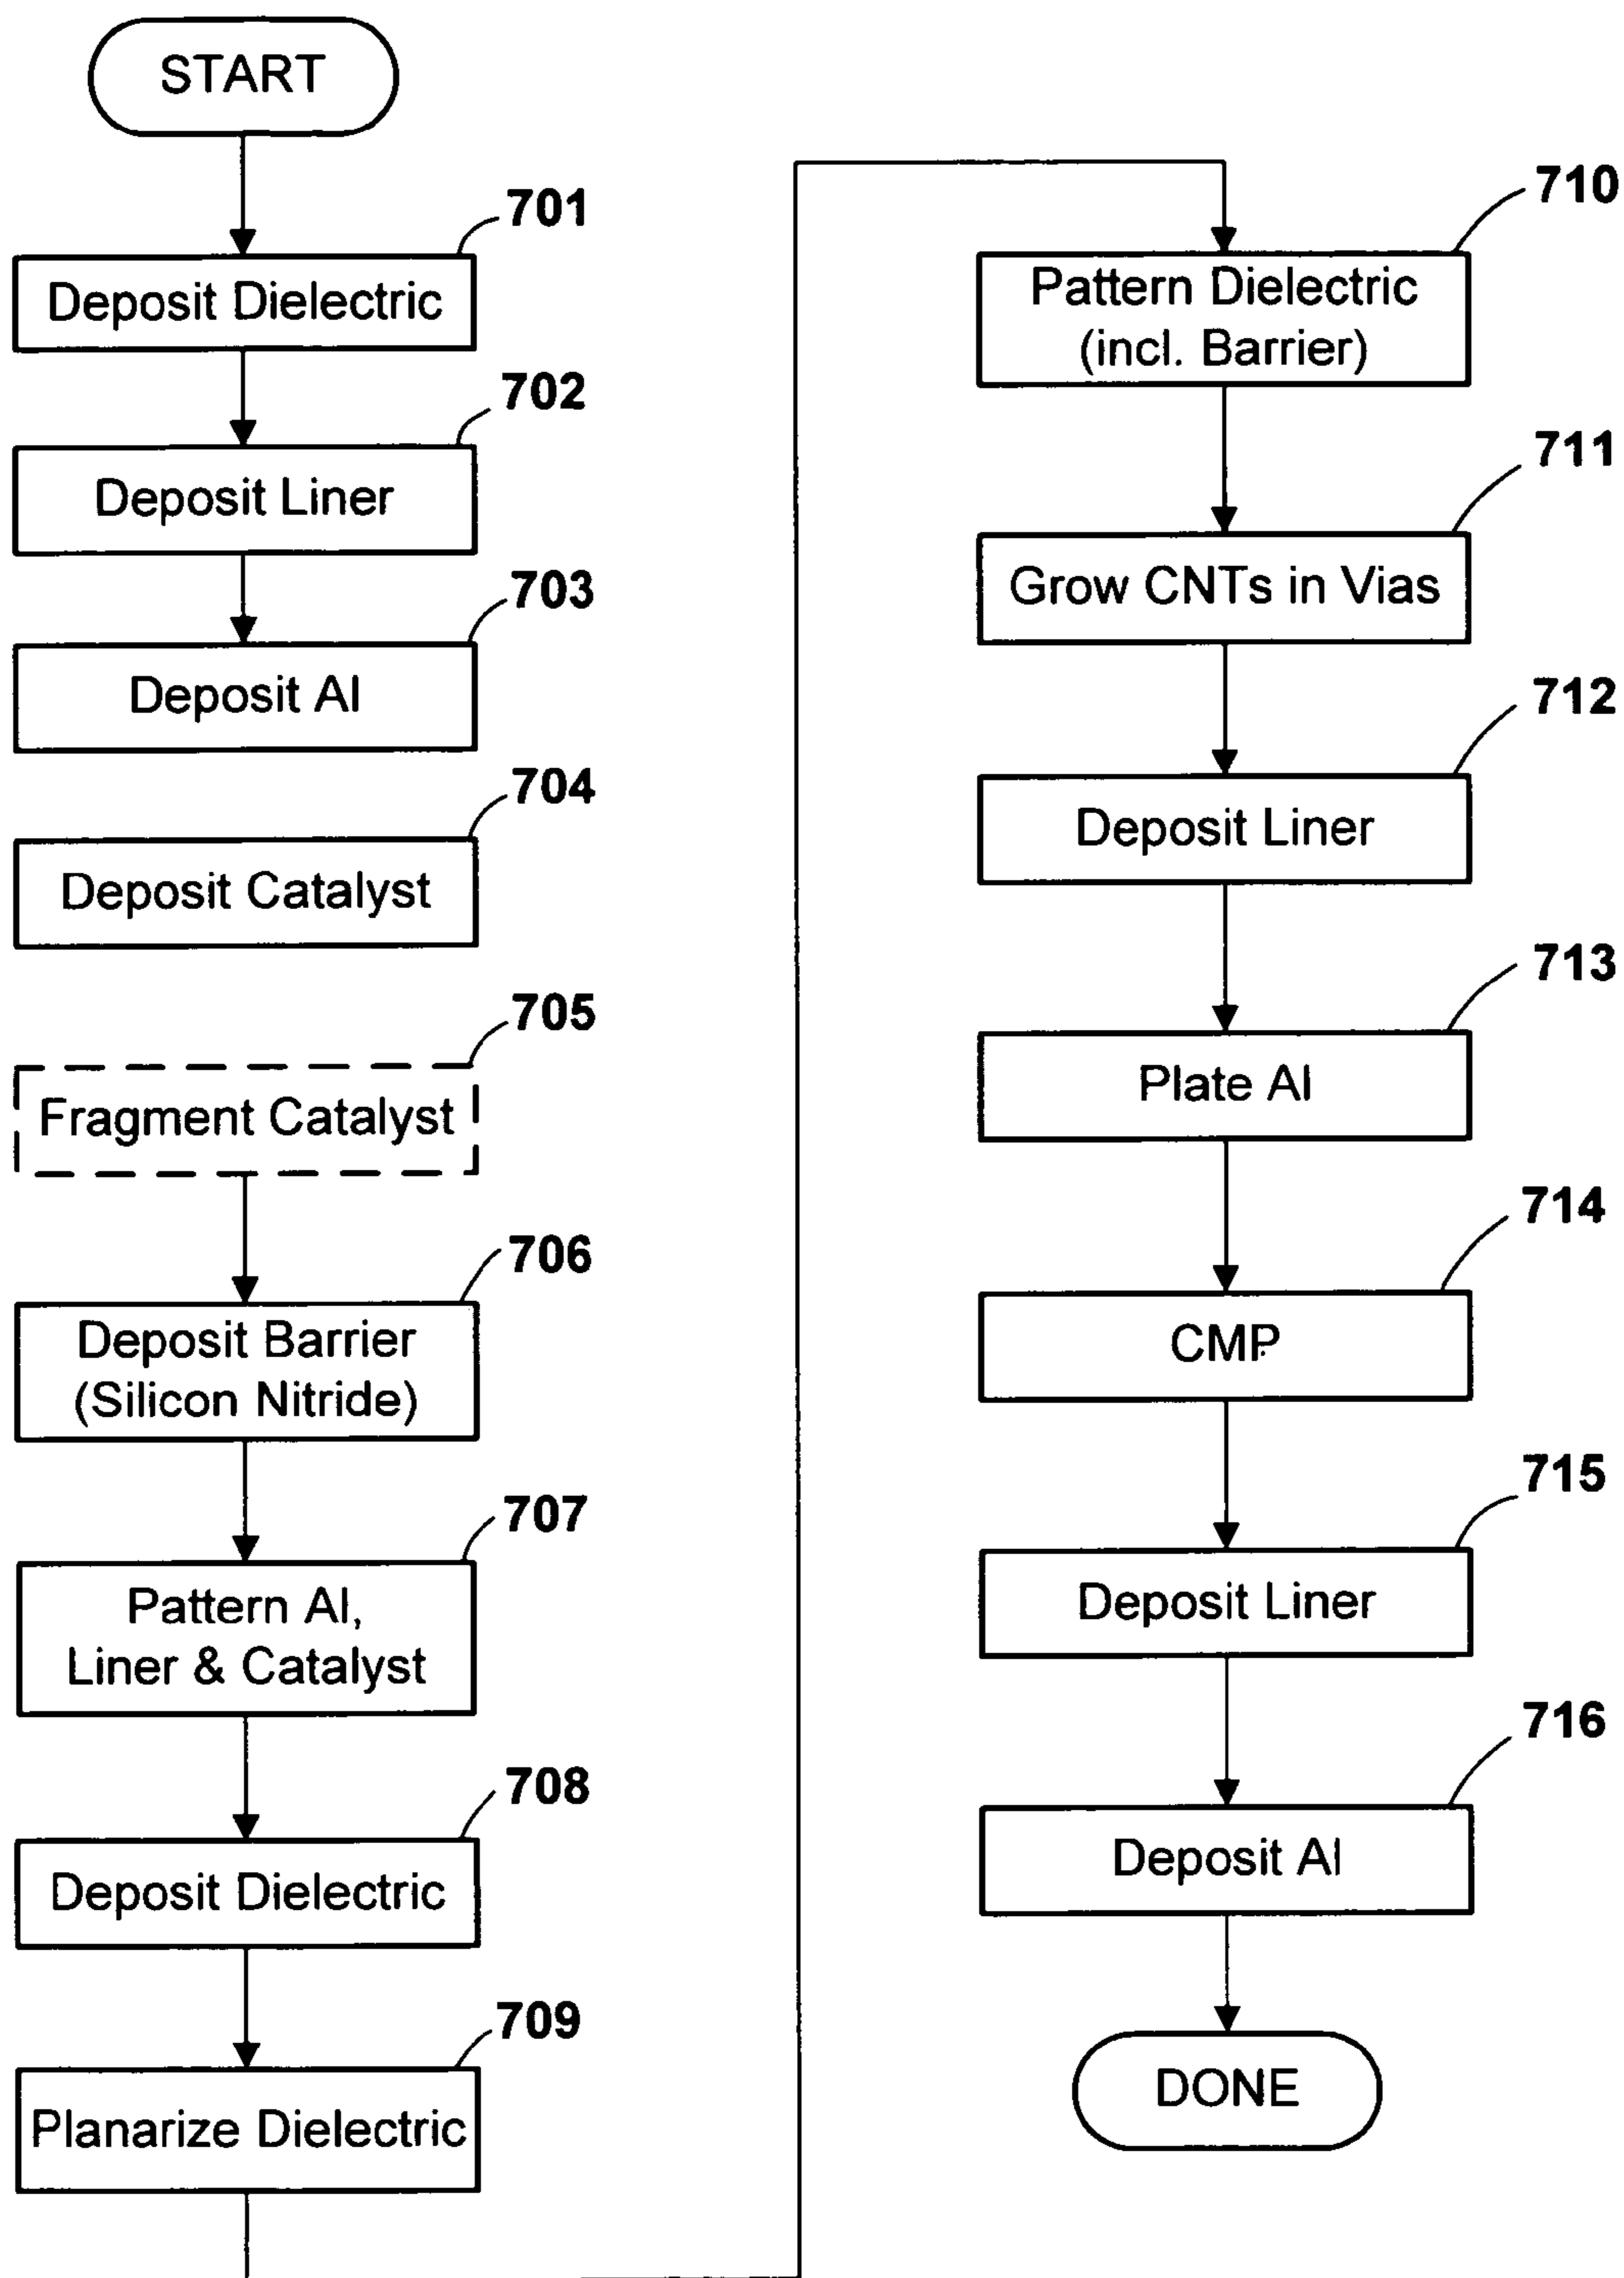 START
701
Deposit Dielectric
702
Deposit Liner
703
Deposit Al
704
Deposit Catalyst
705
Fragment Catalyst
706
Deposit Barrier
(Silicon Nitride)
707
Pattern Al,
Liner & Catalyst
708
Deposit Dielectric
709
Planarize Dielectric
710
Pattern Dielectric
(incl. Barrier)
711
Grow CNTs in Vias
712
Deposit Liner
713
Plate Al
714
CMP
715
Deposit Liner
716
Deposit Al
DONE